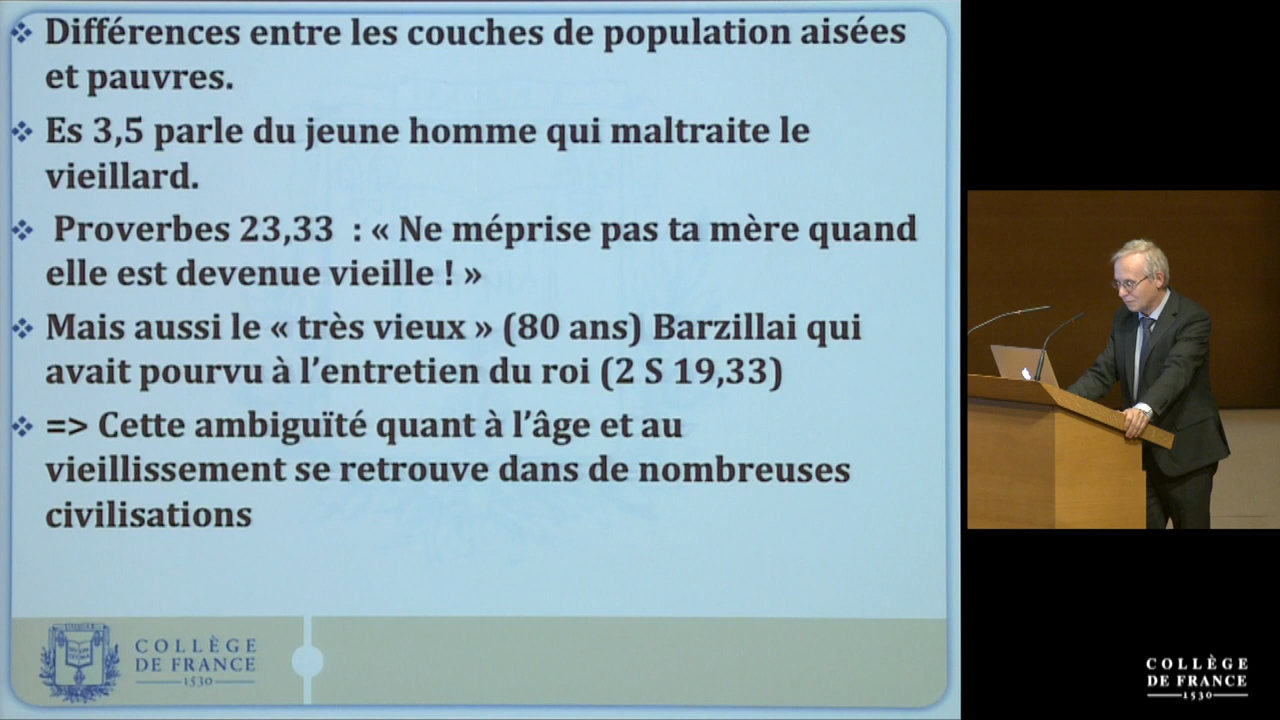 Différences entre les couches de population aisées
et pauvres.
Es 3,5 parle du jeune homme qui maltraite le
vieillard.
Proverbes 23,33 : « Ne méprise pas ta mère quand
elle est devenue vieille ! »
Mais aussi le « très vieux » (80 ans) Barzillai qui
avait pourvu à l’entretien du roi (2 S 19,33)
=> Cette ambiguïté quant à l’âge et au
vieillissement se retrouve dans de nombreuses
civilisations
COLLÈGE
DE FRANCE
1530
COLLÈGE
DE FRANCE
1530